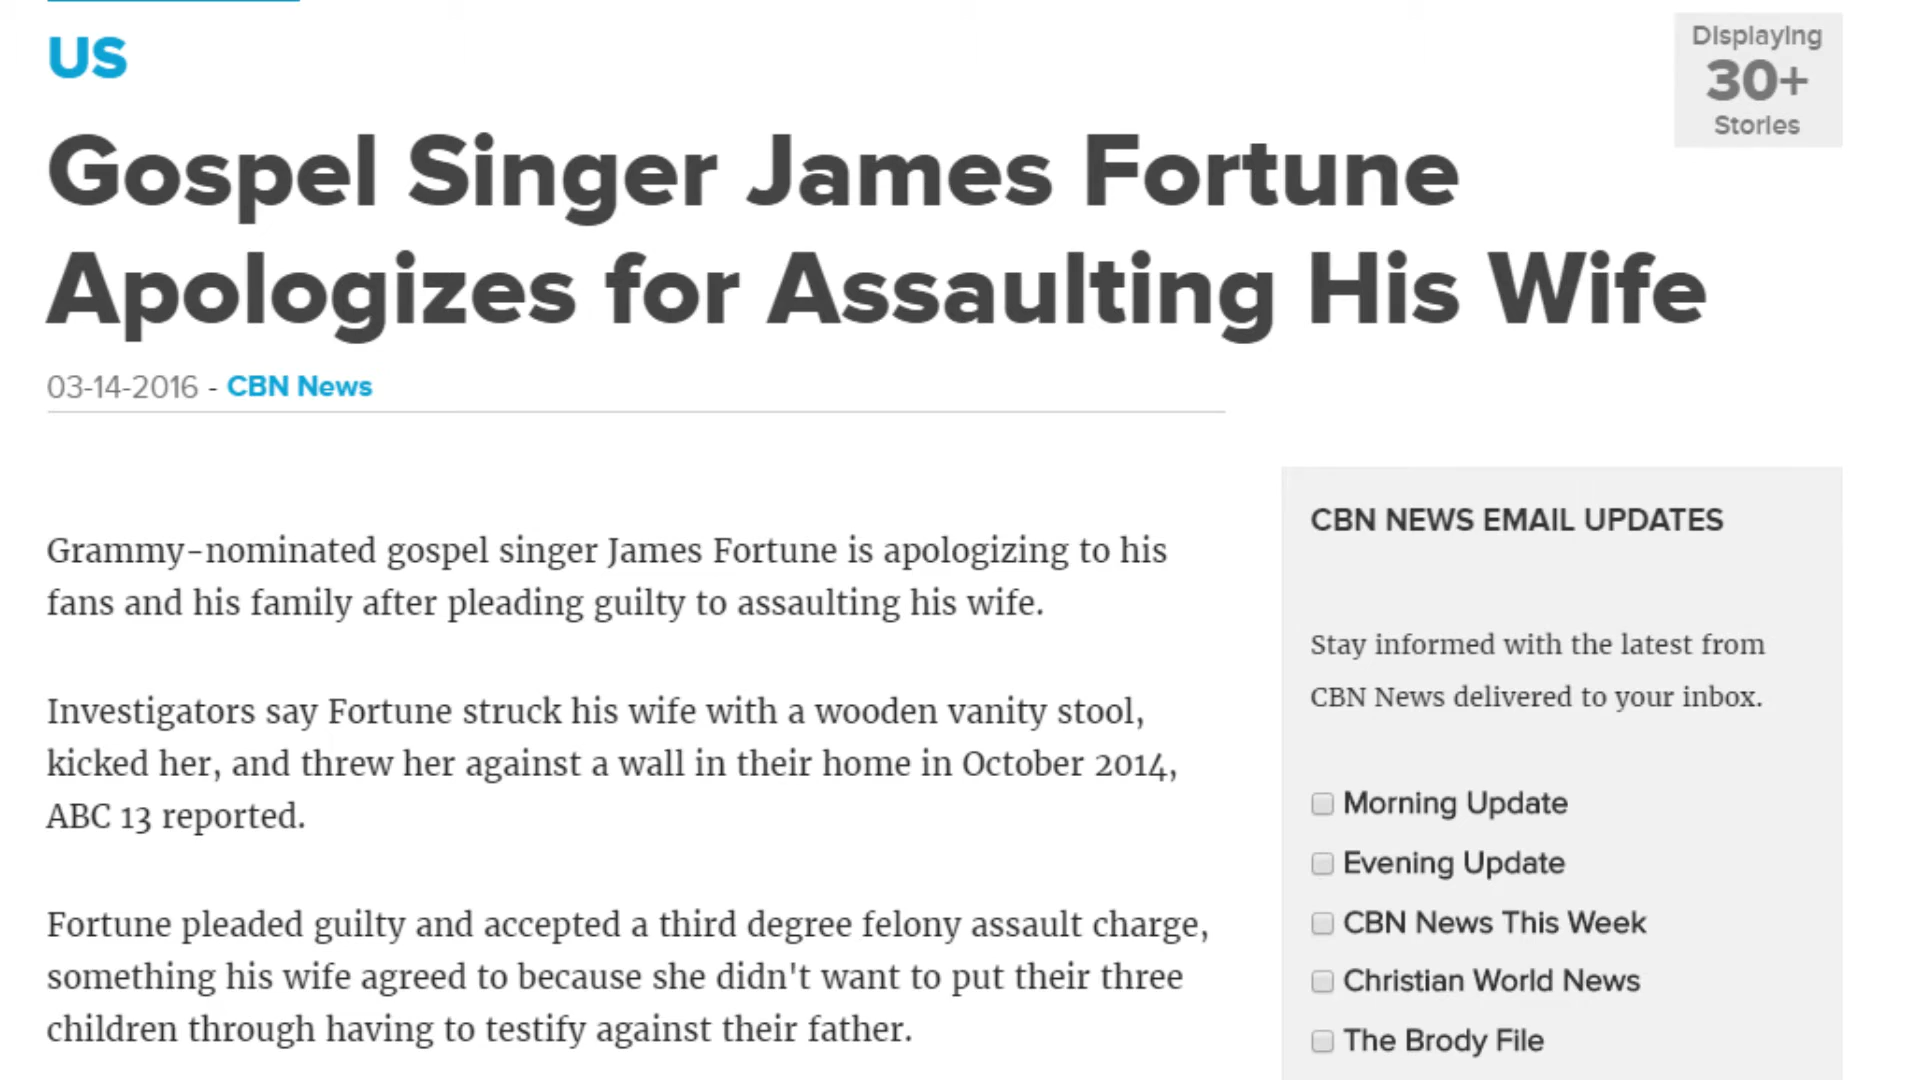 US
Displaying
30+
Stories
Gospel Singer James Fortune
Apologizes for Assaulting His Wife
03-14-2016 - CBN News
Grammy-nominated gospel singer James Fortune is apologizing to his
fans and his family after pleading guilty to assaulting his wife.
Investigators say Fortune struck his wife with a wooden vanity stool,
kicked her, and threw her against a wall in their home in October 2014,
ABC 13 reported.
Fortune pleaded guilty and accepted a third degree felony assault charge,
something his wife agreed to because she didn't want to put their three
children through having to testify against their father.
CBN NEWS EMAIL UPDATES
Stay informed with the latest from
CBN News delivered to your inbox.
Morning Update
Evening Update
CBN News This Week
Christian World News
The Brody File